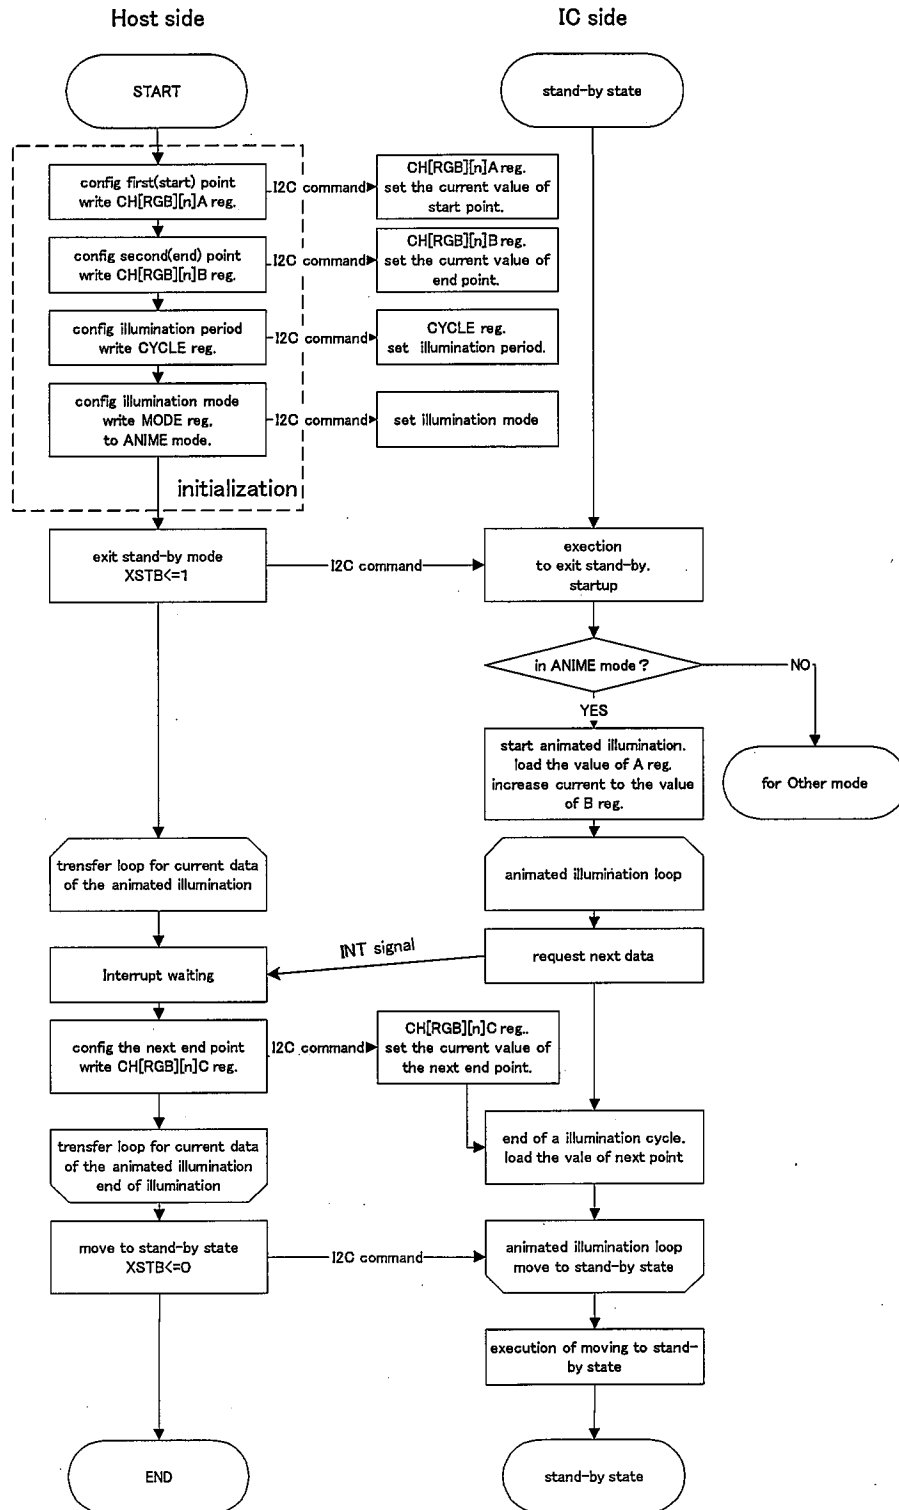 Host side
IC side
START
stand-by state
config first(start) point
write CH[RGB][n]A reg.
I2C command
CH[RGB][n]A reg.
set the current value of
start point.
config second(end) point
write CH[RGB][n]B reg.
I2C command
CH[RGB][n]B reg.
set the current value of
end point.
config illumination period
write CYCLE reg.
I2C command
CYCLE reg.
set illumination period.
config illumination mode
write MODE reg.
to ANIME mode.
I2C command
set illumination mode
initialization
exit stand-by mode
XSTB<=1
I2C command
exection
to exit stand-by.
startup
in ANIME mode?
NO
YES
start animated illumination.
load the value of A reg.
increase current to the value
of B reg.
for Other mode
trensfer loop for current data
of the animated illumination
animated illumination loop
INT signal
Interrupt waiting
request next data
config the next end point
write CH[RGB][n]C reg.
I2C command
CH[RGB][n]C reg..
set the current value of
the next end point.
trensfer loop for current data
of the animated illumination
end of illumination
end of a illumination cycle.
load the vale of next point
move to stand-by state
XSTB<=0
I2C command
animated illumination loop
move to stand-by state
execution of moving to stand-
by state
END
stand-by state